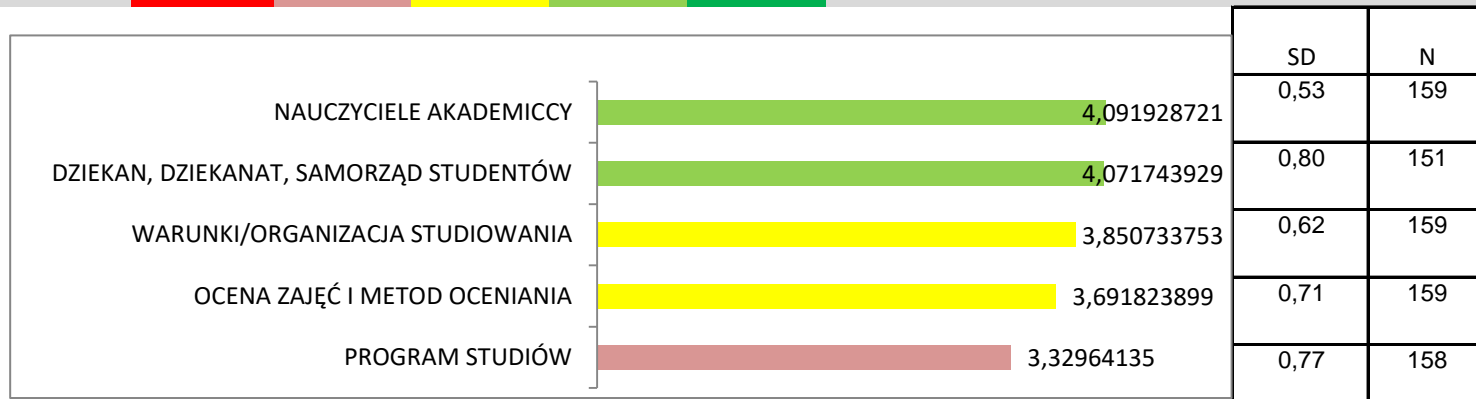 SD N
NAUCZYCIELE AKADEMICCY 4,091928721 0,53 159
DZIEKAN, DZIEKANAT, SAMORZĄD STUDENTÓW 4,071743929 0,80 151
WARUNKI/ORGANIZACJA STUDIOWANIA 3,850733753 0,62 159
OCENA ZAJĘĆ I METOD OCENIANIA 3,691823899 0,71 159
PROGRAM STUDIÓW 3,32964135 0,77 158